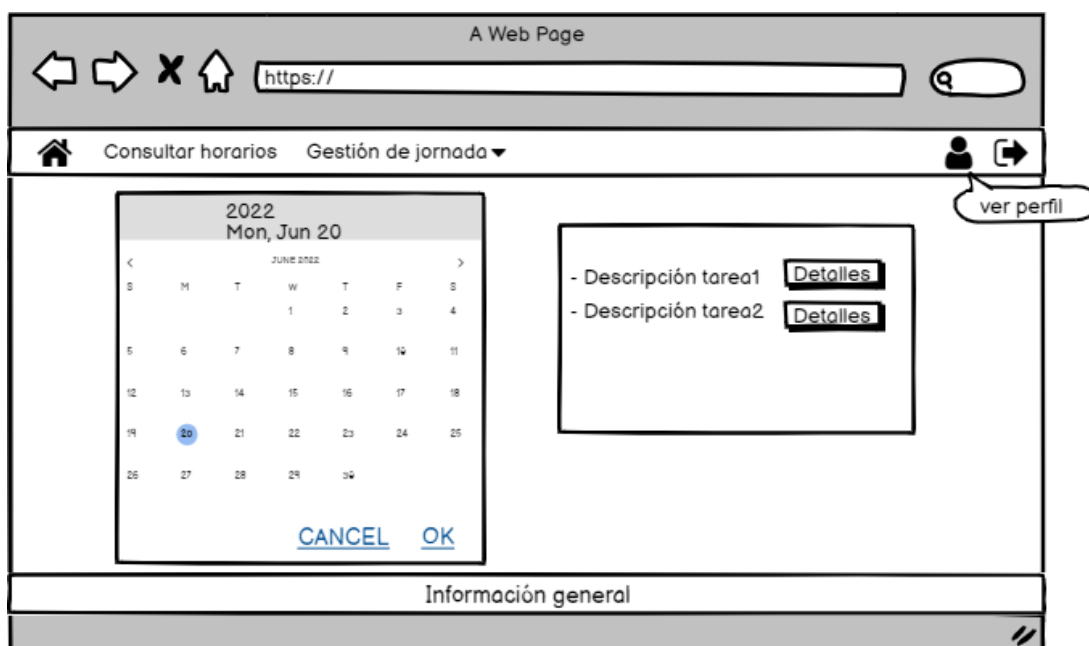 A Web Page
https://
Consultar horarios Gestión de jornada
ver perfil
2022
Mon, Jun 20
JUNE 2022
S M T W T F S
1 2 3 4
5 6 7 8 9 10 11
12 13 14 15 16 17 18
19 20 21 22 23 24 25
26 27 28 29 30
CANCEL OK
- Descripción tarea1 Detalles
- Descripción tarea2 Detalles
Información general